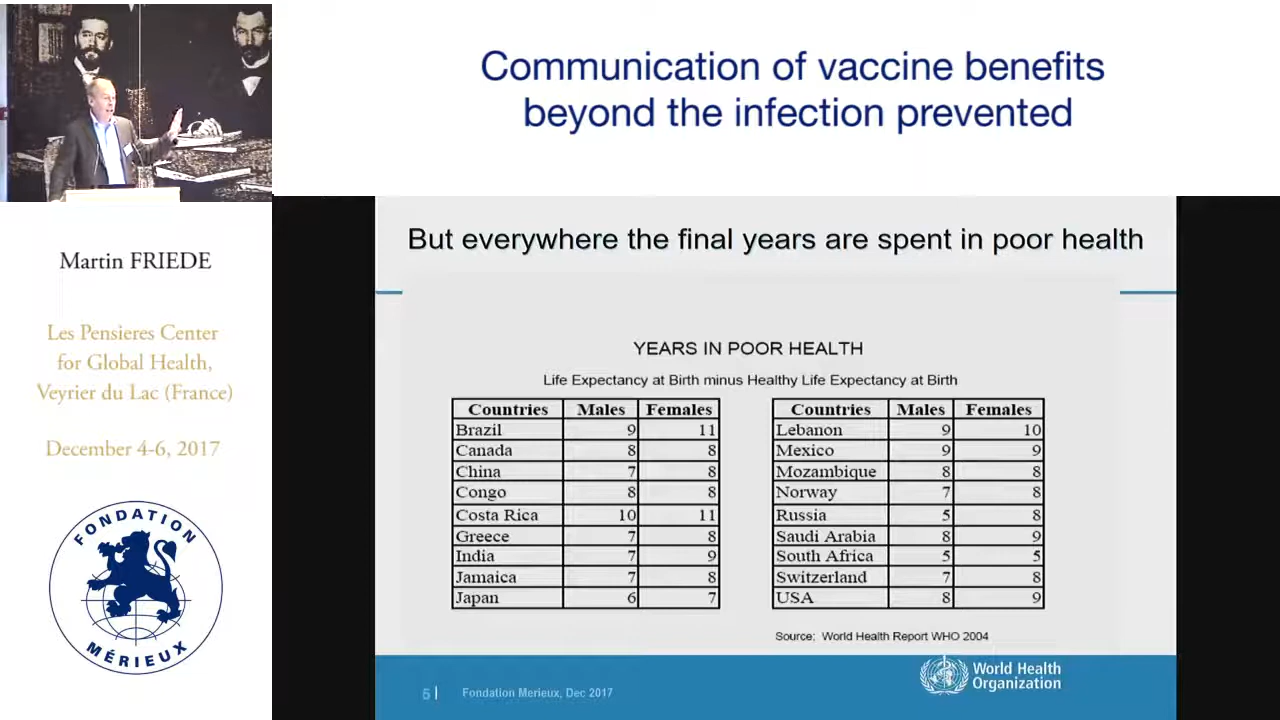 Communication of vaccine benefits
beyond the infection prevented
Martin FRIEDE
Les Pensieres Center
for Global Health,
Veyrier du Lac (France)
December 4-6, 2017
FONDATION
MÉRIEUX
But everywhere the final years are spent in poor health
YEARS IN POOR HEALTH
Life Expectancy at Birth minus Healthy Life Expectancy at Birth
Countries Males Females
Brazil 9 11
Canada 8 8
China 7 8
Congo 8 8
Costa Rica 10 11
Greece 7 8
India 7 9
Jamaica 7 8
Japan 6 7
Countries Males Females
Lebanon 9 10
Mexico 9 9
Mozambique 8 8
Norway 7 8
Russia 5 8
Saudi Arabia 8 9
South Africa 5 5
Switzerland 7 8
USA 8 9
Source: World Health Report WHO 2004
5 | Fondation Merieux, Dec 2017
World Health
Organization